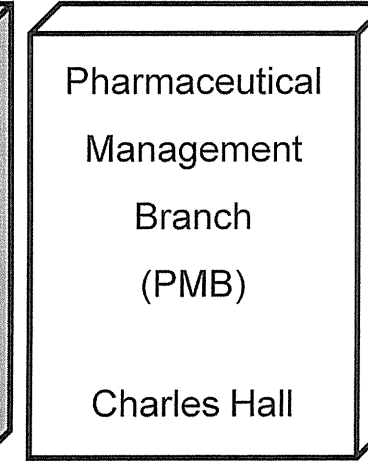 Pharmaceutical
Management
Branch
(PMB)
Charles Hall